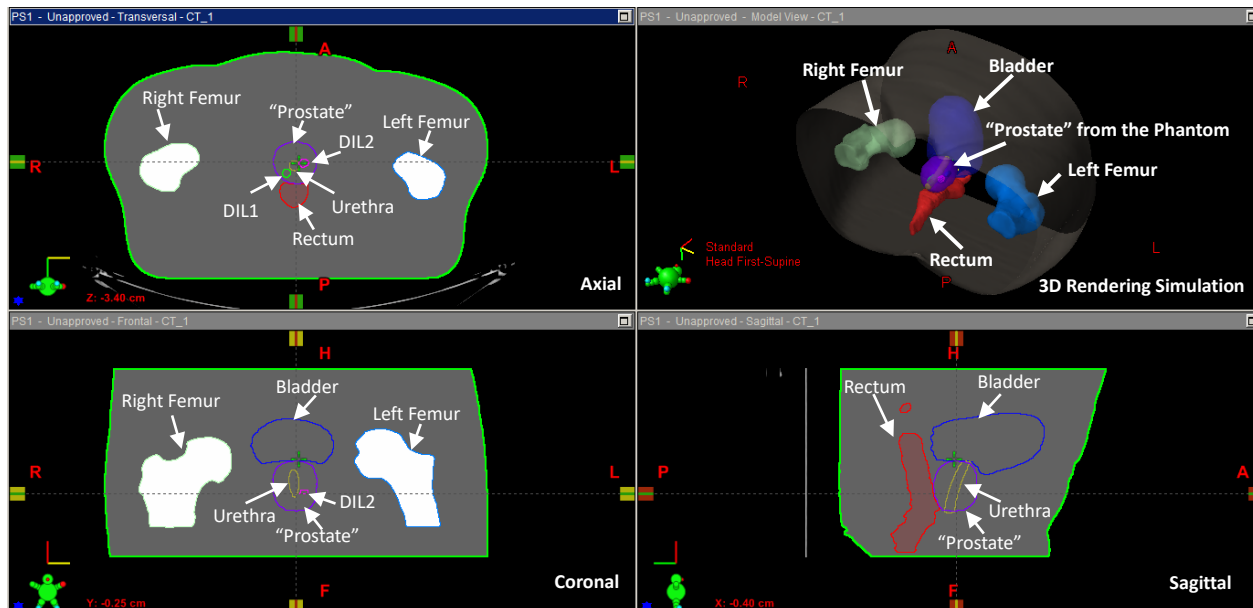 PS1 - Unapproved - Transversal - CT_1
A
Right Femur
“Prostate”
Left Femur
DIL2
R
L
DIL1
Urethra
Rectum
P
Z: -3.40 cm
Axial
PS1 - Unapproved - Model View - CT_1
A
Right Femur
Bladder
R
“Prostate” from the Phantom
Left Femur
Rectum
Standard
Head First-Supine
L
P
3D Rendering Simulation
PS1 - Unapproved - Frontal - CT_1
H
Bladder
Right Femur
Left Femur
R
L
Urethra
DIL2
“Prostate”
F
Y: -0.25 cm
Coronal
PS1 - Unapproved - Sagittal - CT_1
H
Rectum
Bladder
P
A
Urethra
“Prostate”
F
X: -0.40 cm
Sagittal